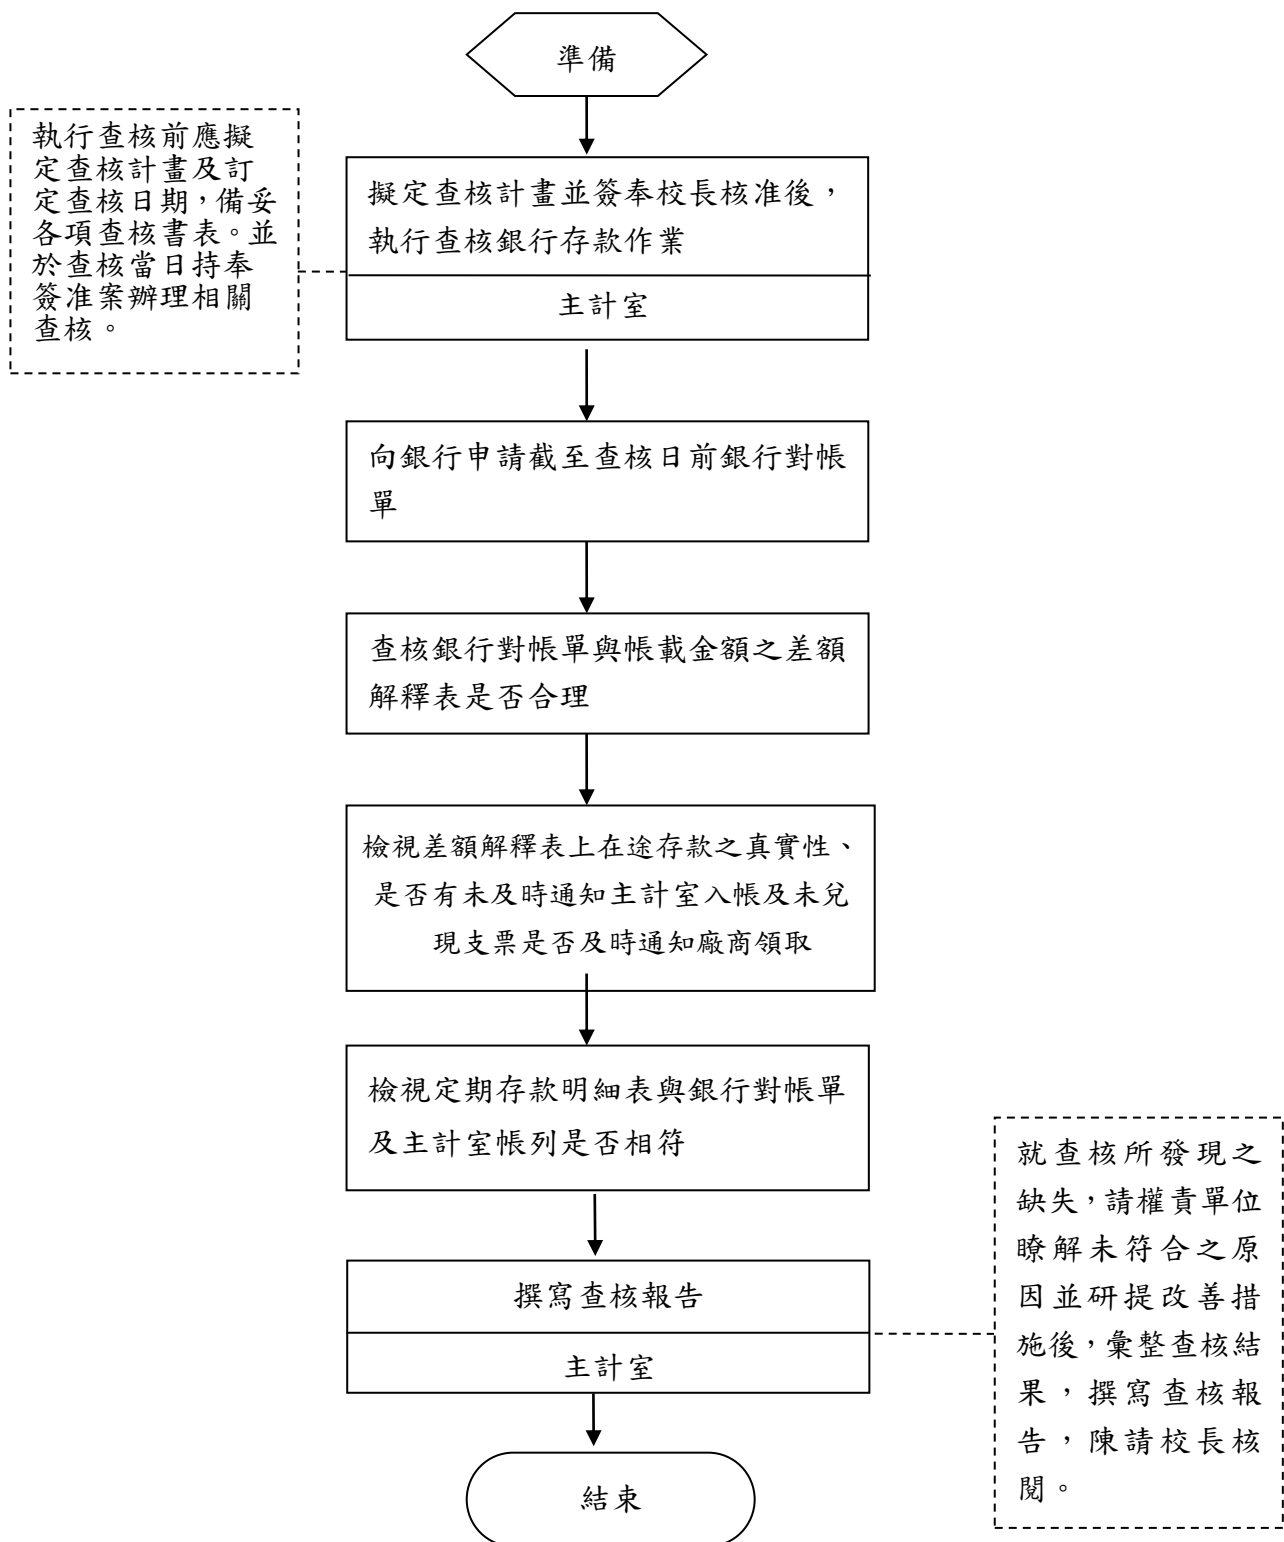 準備
執行查核前應擬
定查核計畫及訂
定查核日期，備妥
各項查核書表。並
於查核當日持奉
簽准案辦理相關
查核。
擬定查核計畫並簽奉校長核准後，
執行查核銀行存款作業
主計室
向銀行申請截至查核日前銀行對帳
單
查核銀行對帳單與帳載金額之差額
解釋表是否合理
檢視差額解釋表上在途存款之真實性、
是否有未及時通知主計室入帳及未兌
現支票是否及時通知廠商領取
檢視定期存款明細表與銀行對帳單
及主計室帳列是否相符
撰寫查核報告
主計室
就查核所發現之
缺失，請權責單位
瞭解未符合之原
因並研提改善措
施後，彙整查核結
果，撰寫查核報
告，陳請校長核
閱。
結束